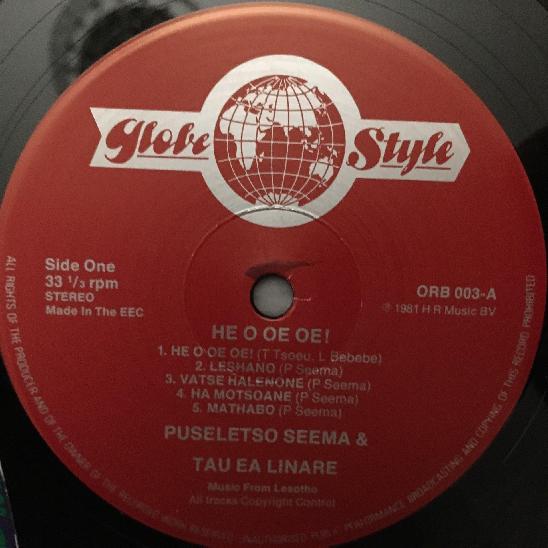 Globe Style
Side One
33 1/3 rpm
STEREO
Made In The EEC
ORB 003-A
℗ 1981 H R Music BV
HE O OE OE!
1. HE O OE OE! (T Tseeu, L Bebebe)
2. LESHANO (P Seema)
3. VATSE HALENONE (P Seema)
4. HA MOTSOANE (P Seema)
5. MATHABO (P Seema)
PUSELETSO SEEMA &
TAU EA LINARE
Music From Lesotho
All tracks Copyright Control
ALL RIGHTS OF THE PRODUCER AND OF THE OWNER OF THE RECORDED WORK RESERVED · UNAUTHORISED PUBLIC PERFORMANCE BROADCASTING AND COPYING OF THIS RECORD PROHIBITED